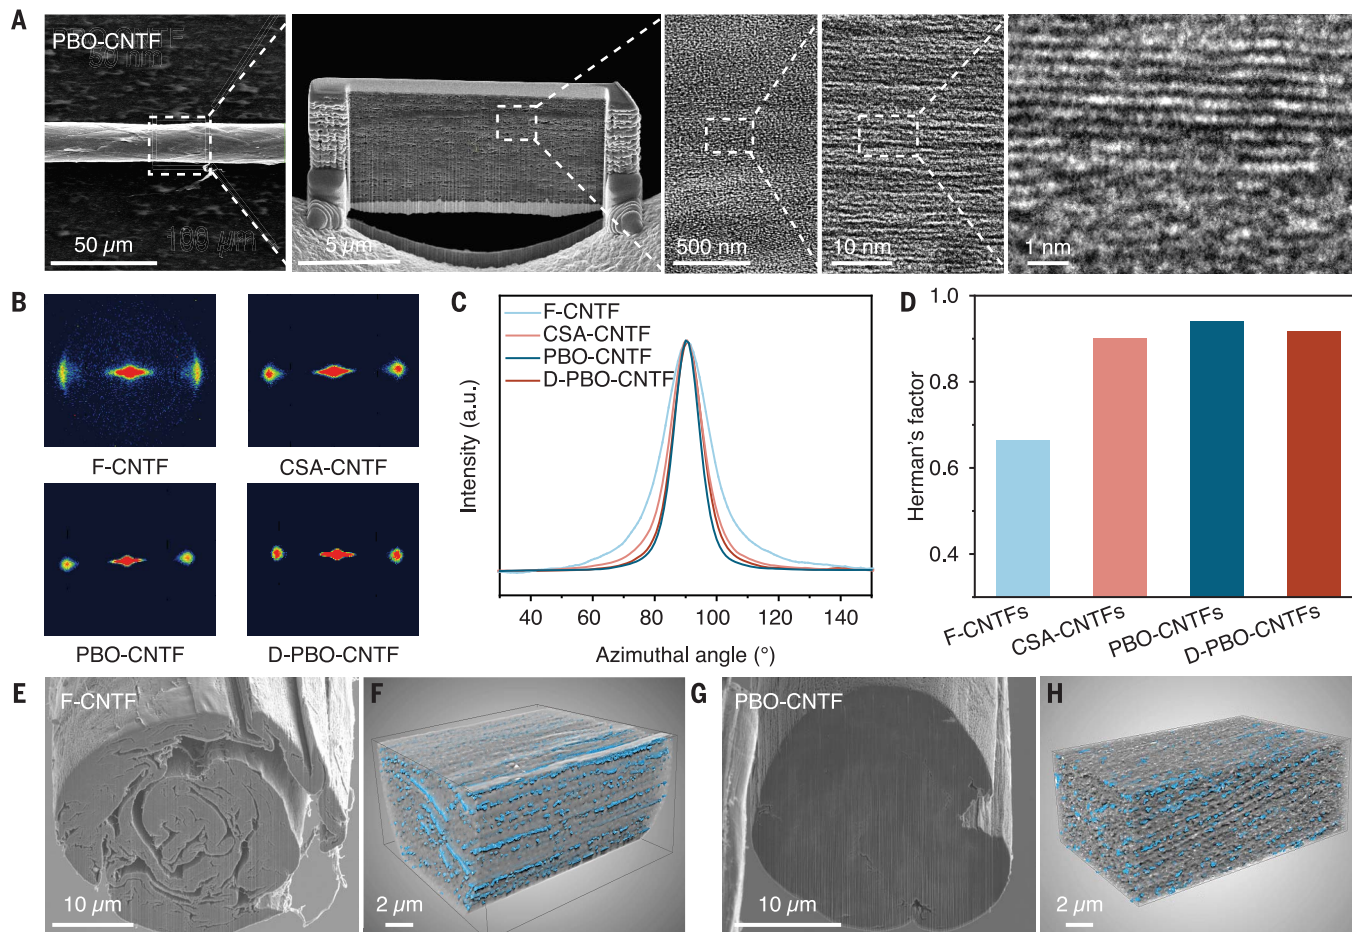 A
PBO-CNTF
50 µm
100 µm
5 µm
500 nm
10 nm
1 nm
B
F-CNTF
CSA-CNTF
PBO-CNTF
D-PBO-CNTF
C
F-CNTF
CSA-CNTF
PBO-CNTF
D-PBO-CNTF
Intensity (a.u.)
40 60 80 100 120 140
Azimuthal angle (°)
D
1.0
0.8
0.6
0.4
Herman's factor
F-CNTFs
CSA-CNTFs
PBO-CNTFs
D-PBO-CNTFs
E
F-CNTF
10 µm
F
2 µm
G
PBO-CNTF
10 µm
H
2 µm